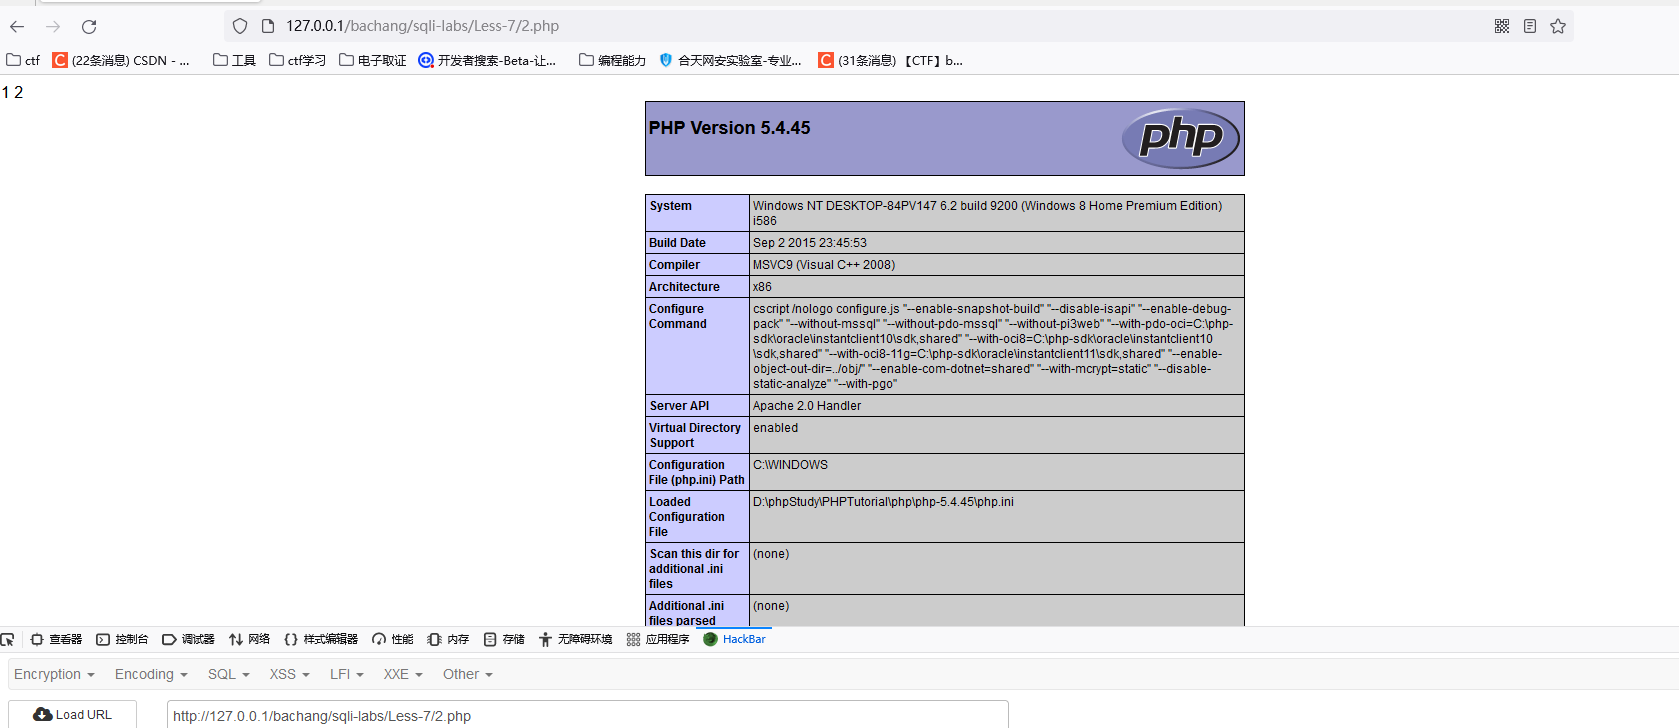 127.0.0.1/bachang/sqli-labs/Less-7/2.php
ctf (22条消息) CSDN - ... 工具 ctf学习 电子取证 开发者搜索-Beta-让... 编程能力 合天网安实验室-专业... (31条消息) 【CTF】b...
1 2
PHP Version 5.4.45
php
System
Windows NT DESKTOP-84PV147 6.2 build 9200 (Windows 8 Home Premium Edition)
i586
Build Date
Sep 2 2015 23:45:53
Compiler
MSVC9 (Visual C++ 2008)
Architecture
x86
Configure
Command
cscript /nologo configure.js "--enable-snapshot-build" "--disable-isapi" "--enable-debug-
pack" "--without-mssql" "--without-pdo-mssql" "--without-pi3web" "--with-pdo-oci=C:\php-
sdk\oracle\instantclient10\sdk,shared" "--with-oci8=C:\php-sdk\oracle\instantclient10
\sdk,shared" "--with-oci8-11g=C:\php-sdk\oracle\instantclient11\sdk,shared" "--enable-
object-out-dir=../obj/" "--enable-com-dotnet=shared" "--with-mcrypt=static" "--disable-
static-analyze" "--with-pgo"
Server API
Apache 2.0 Handler
Virtual Directory
Support
enabled
Configuration
File (php.ini) Path
C:\WINDOWS
Loaded
Configuration
File
D:\phpStudy\PHPTutorial\php\php-5.4.45\php.ini
Scan this dir for
additional .ini
files
(none)
Additional .ini
files parsed
(none)
查看器 控制台 调试器 网络 样式编辑器 性能 内存 存储 无障碍环境 应用程序 HackBar
Encryption Encoding SQL XSS LFI XXE Other
Load URL
http://127.0.0.1/bachang/sqli-labs/Less-7/2.php